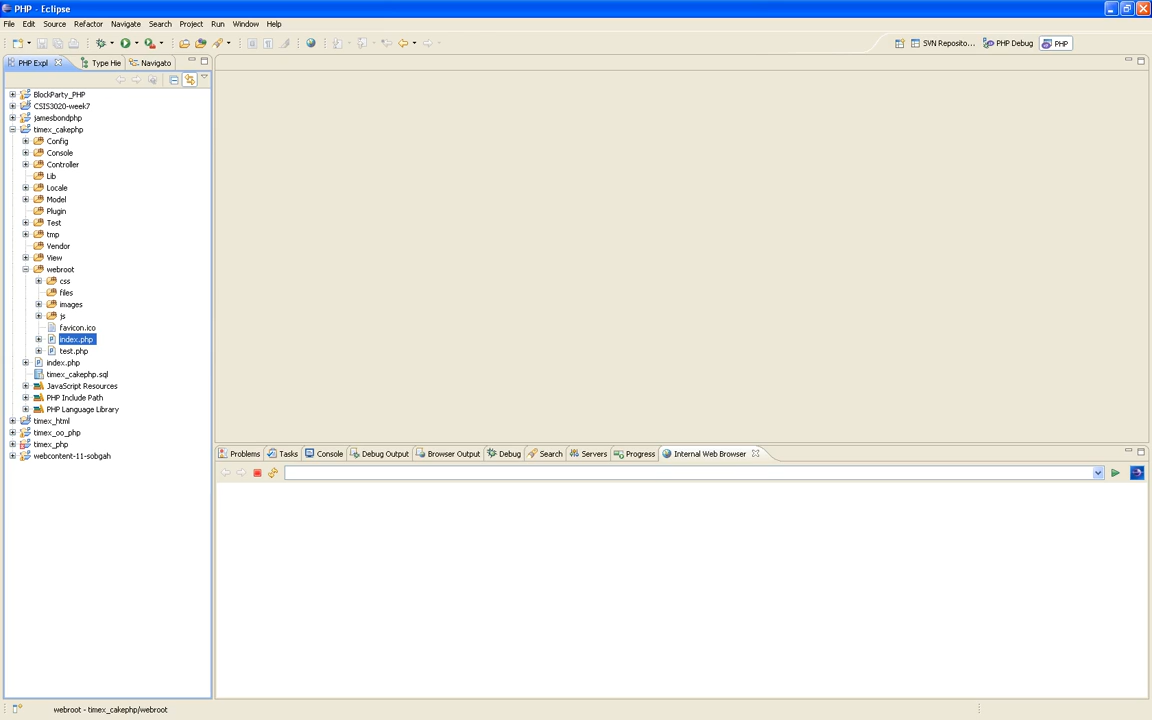 PHP - Eclipse
File Edit Source Refactor Navigate Search Project Run Window Help
SVN Reposito... PHP Debug PHP
PHP Expl Type Hie Navigato
BlockParty_PHP
CSIS3020-week7
jamesbondphp
timex_cakephp
Config
Console
Controller
Lib
Locale
Model
Plugin
Test
tmp
Vendor
View
webroot
css
files
images
js
favicon.ico
index.php
test.php
index.php
timex_cakephp.sql
JavaScript Resources
PHP Include Path
PHP Language Library
timex_html
timex_oo_php
timex_php
webcontent-11-sobgah
Problems Tasks Console Debug Output Browser Output Debug Search Servers Progress Internal Web Browser
webroot - timex_cakephp/webroot